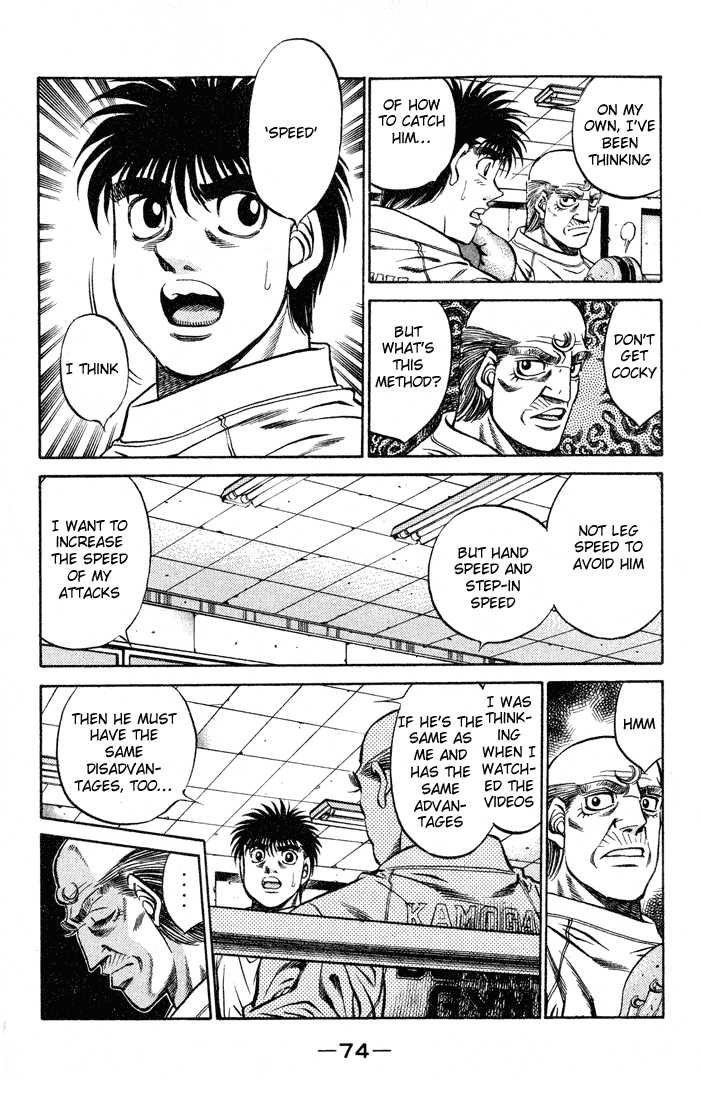 ON MY
OWN, I'VE
BEEN
THINKING
OF HOW
TO CATCH
HIM...
'SPEED'
I THINK
DON'T
GET
COCKY
BUT
WHAT'S
THIS
METHOD?
NOT LEG
SPEED TO
AVOID HIM
BUT HAND
SPEED AND
STEP-IN
SPEED
I WANT TO
INCREASE
THE SPEED
OF MY
ATTACKS
HMM
I WAS
THINK-
ING
WHEN I
WATCH-
ED THE
VIDEOS
IF HE'S THE
SAME AS
ME AND
HAS THE
SAME
ADVAN-
TAGES
THEN HE MUST
HAVE THE
SAME
DISADVAN-
TAGES, TOO...
KAMOGA
GYM
....
—74—